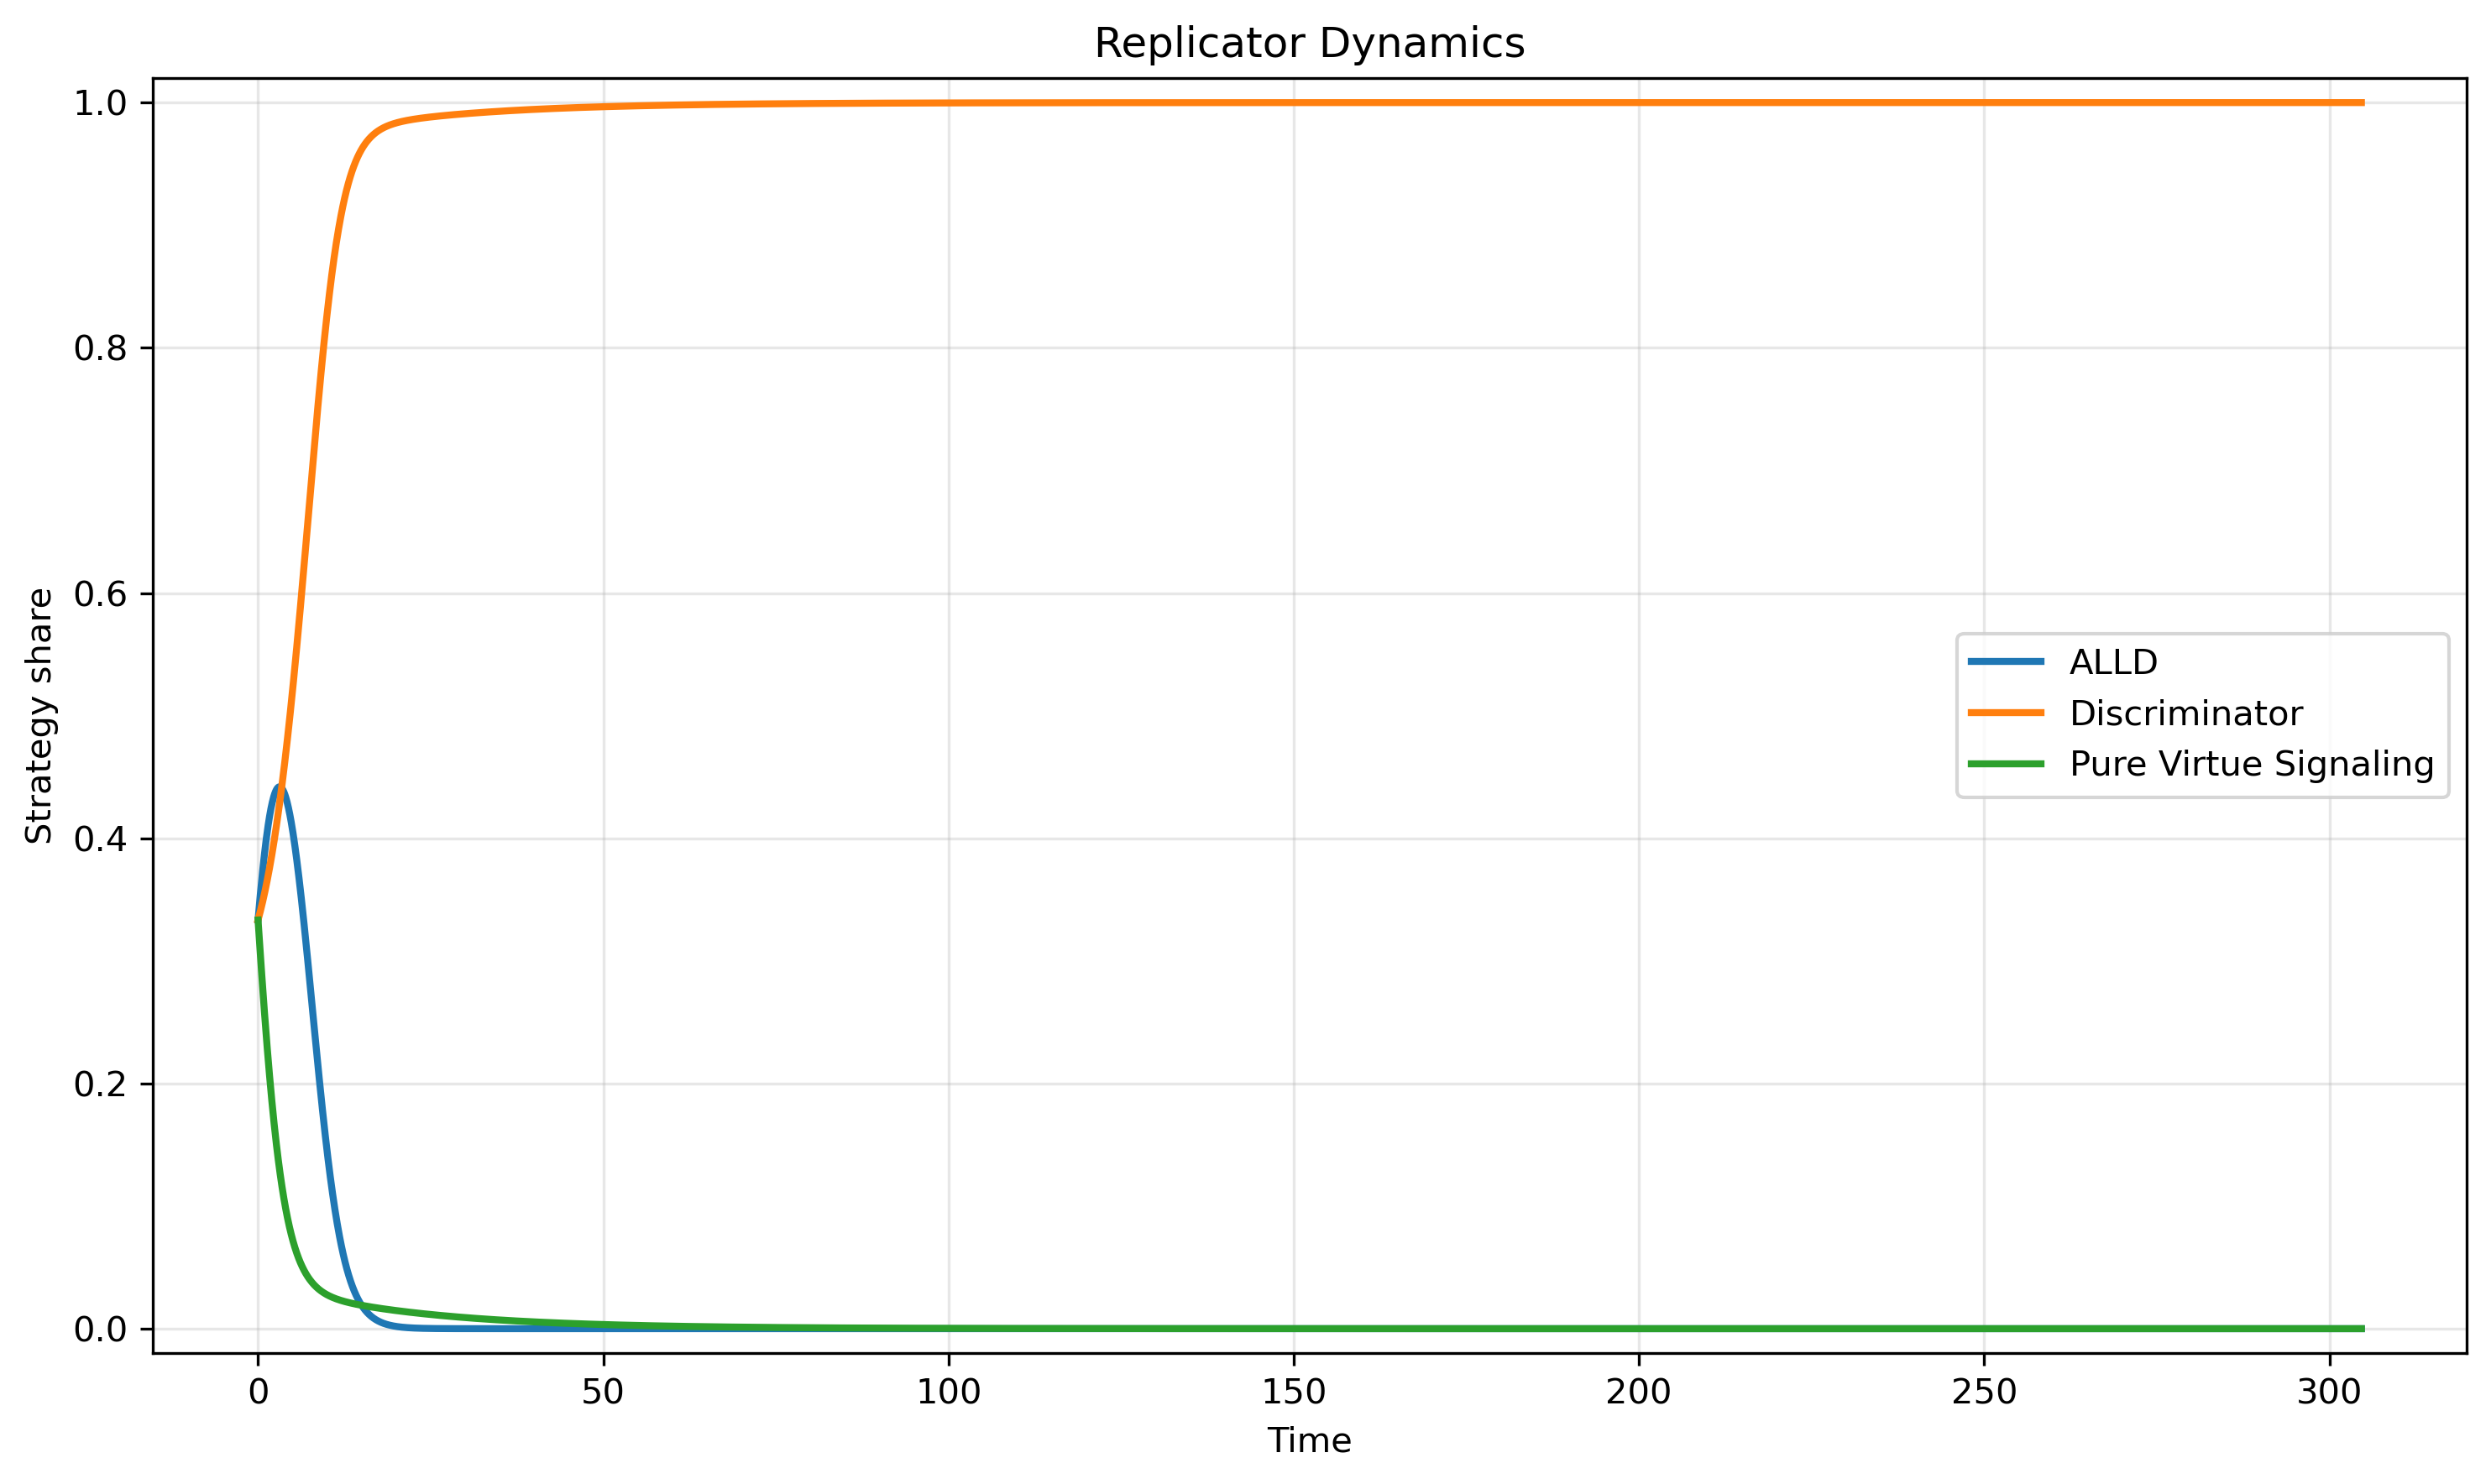 Replicator Dynamics
1.0
0.8
0.6
0.4
0.2
0.0
Strategy share
ALLD
Discriminator
Pure Virtue Signaling
0 50 100 150 200 250 300
Time